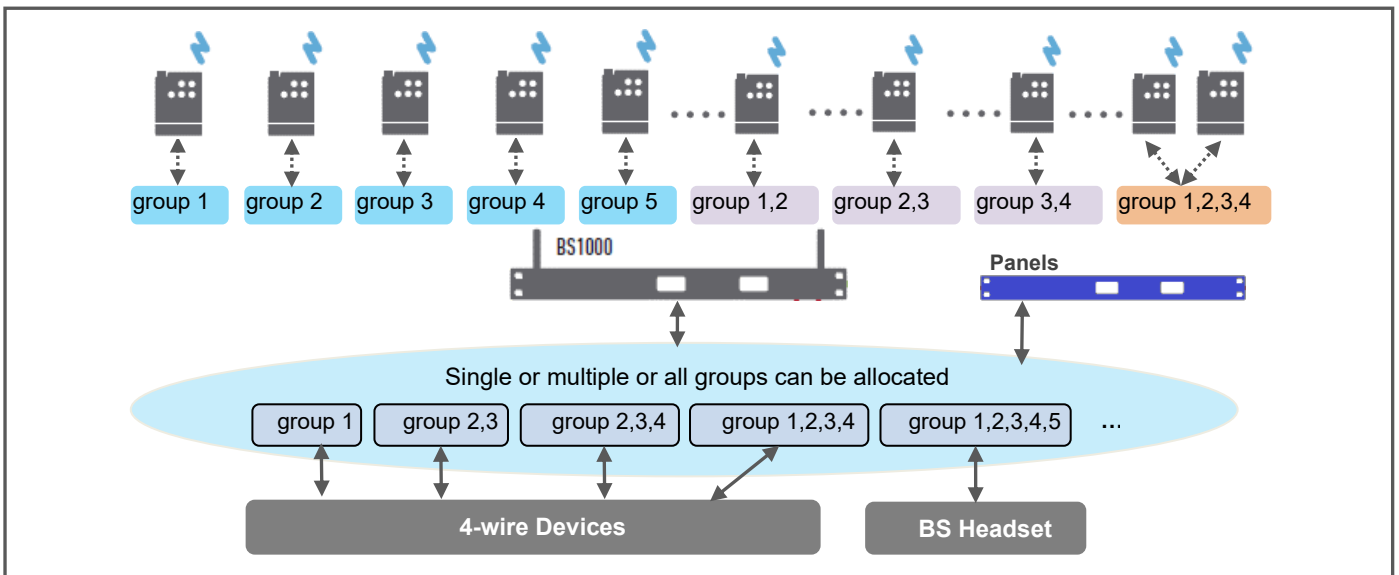 group 1 group 2 group 3 group 4 group 5 group 1,2 group 2,3 group 3,4 group 1,2,3,4
BS1000
Panels
Single or multiple or all groups can be allocated
group 1 group 2,3 group 2,3,4 group 1,2,3,4 group 1,2,3,4,5 ...
4-wire Devices BS Headset